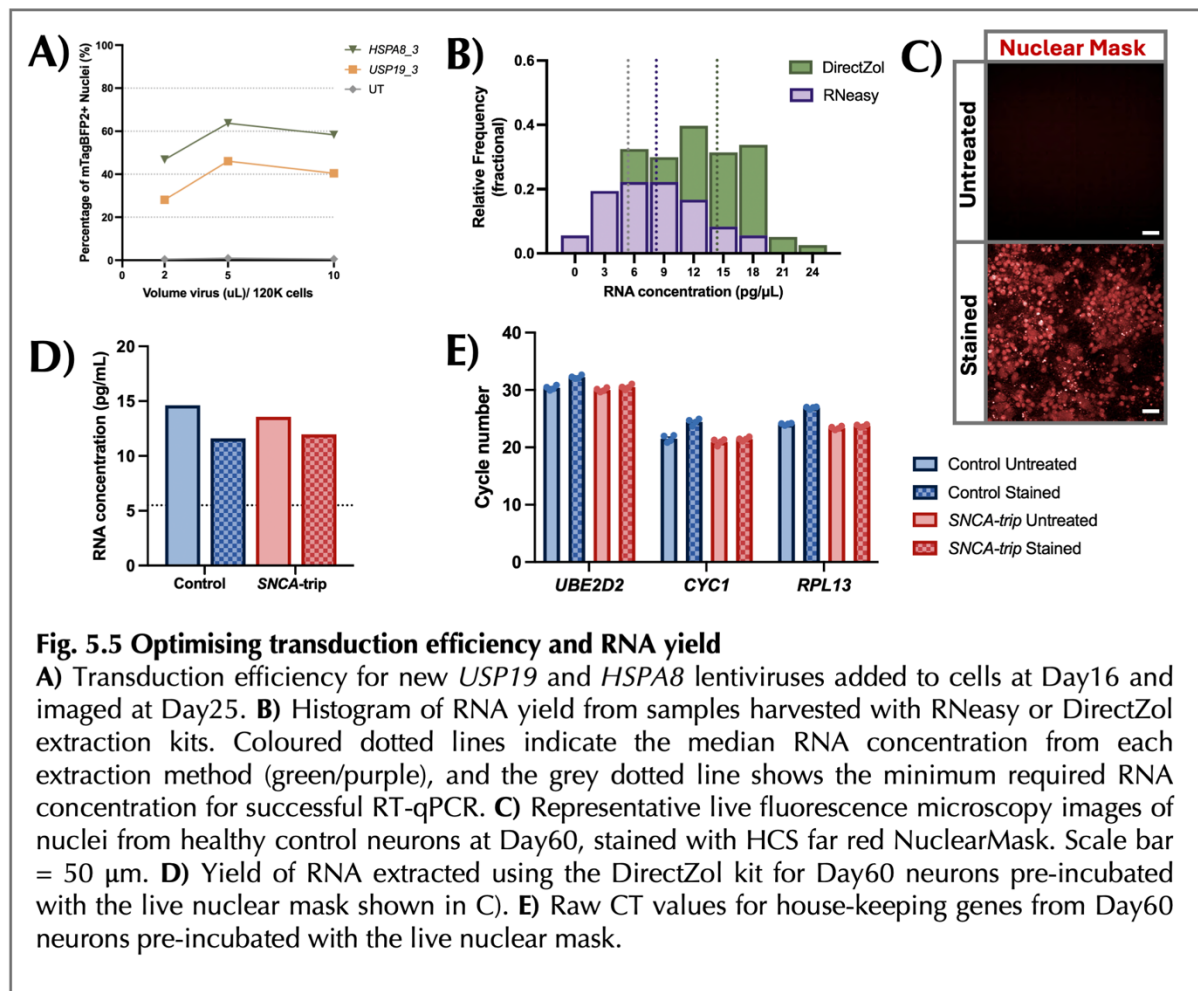 A)
Percentage of mTagBFP2+ Nuclei (%)
100
80
60
40
20
0
0 2 5 10
Volume virus (uL)/ 120K cells
HSPA8_3
USP19_3
UT
B)
Relative Frequency
(fractional)
0.6
0.4
0.2
0.0
0 3 6 9 12 15 18 21 24
RNA concentration (pg/µL)
DirectZol
RNeasy
C)
Nuclear Mask
Untreated
Stained
D)
RNA concentration (pg/mL)
20
15
10
5
0
Control SNCA-trip
E)
Cycle number
40
30
20
10
0
UBE2D2 CYC1 RPL13
Control Untreated
Control Stained
SNCA-trip Untreated
SNCA-trip Stained
Fig. 5.5 Optimising transduction efficiency and RNA yield
A) Transduction efficiency for new USP19 and HSPA8 lentiviruses added to cells at Day16 and
imaged at Day25. B) Histogram of RNA yield from samples harvested with RNeasy or DirectZol
extraction kits. Coloured dotted lines indicate the median RNA concentration from each
extraction method (green/purple), and the grey dotted line shows the minimum required RNA
concentration for successful RT-qPCR. C) Representative live fluorescence microscopy images of
nuclei from healthy control neurons at Day60, stained with HCS far red NuclearMask. Scale bar
= 50 µm. D) Yield of RNA extracted using the DirectZol kit for Day60 neurons pre-incubated
with the live nuclear mask shown in C). E) Raw CT values for house-keeping genes from Day60
neurons pre-incubated with the live nuclear mask.